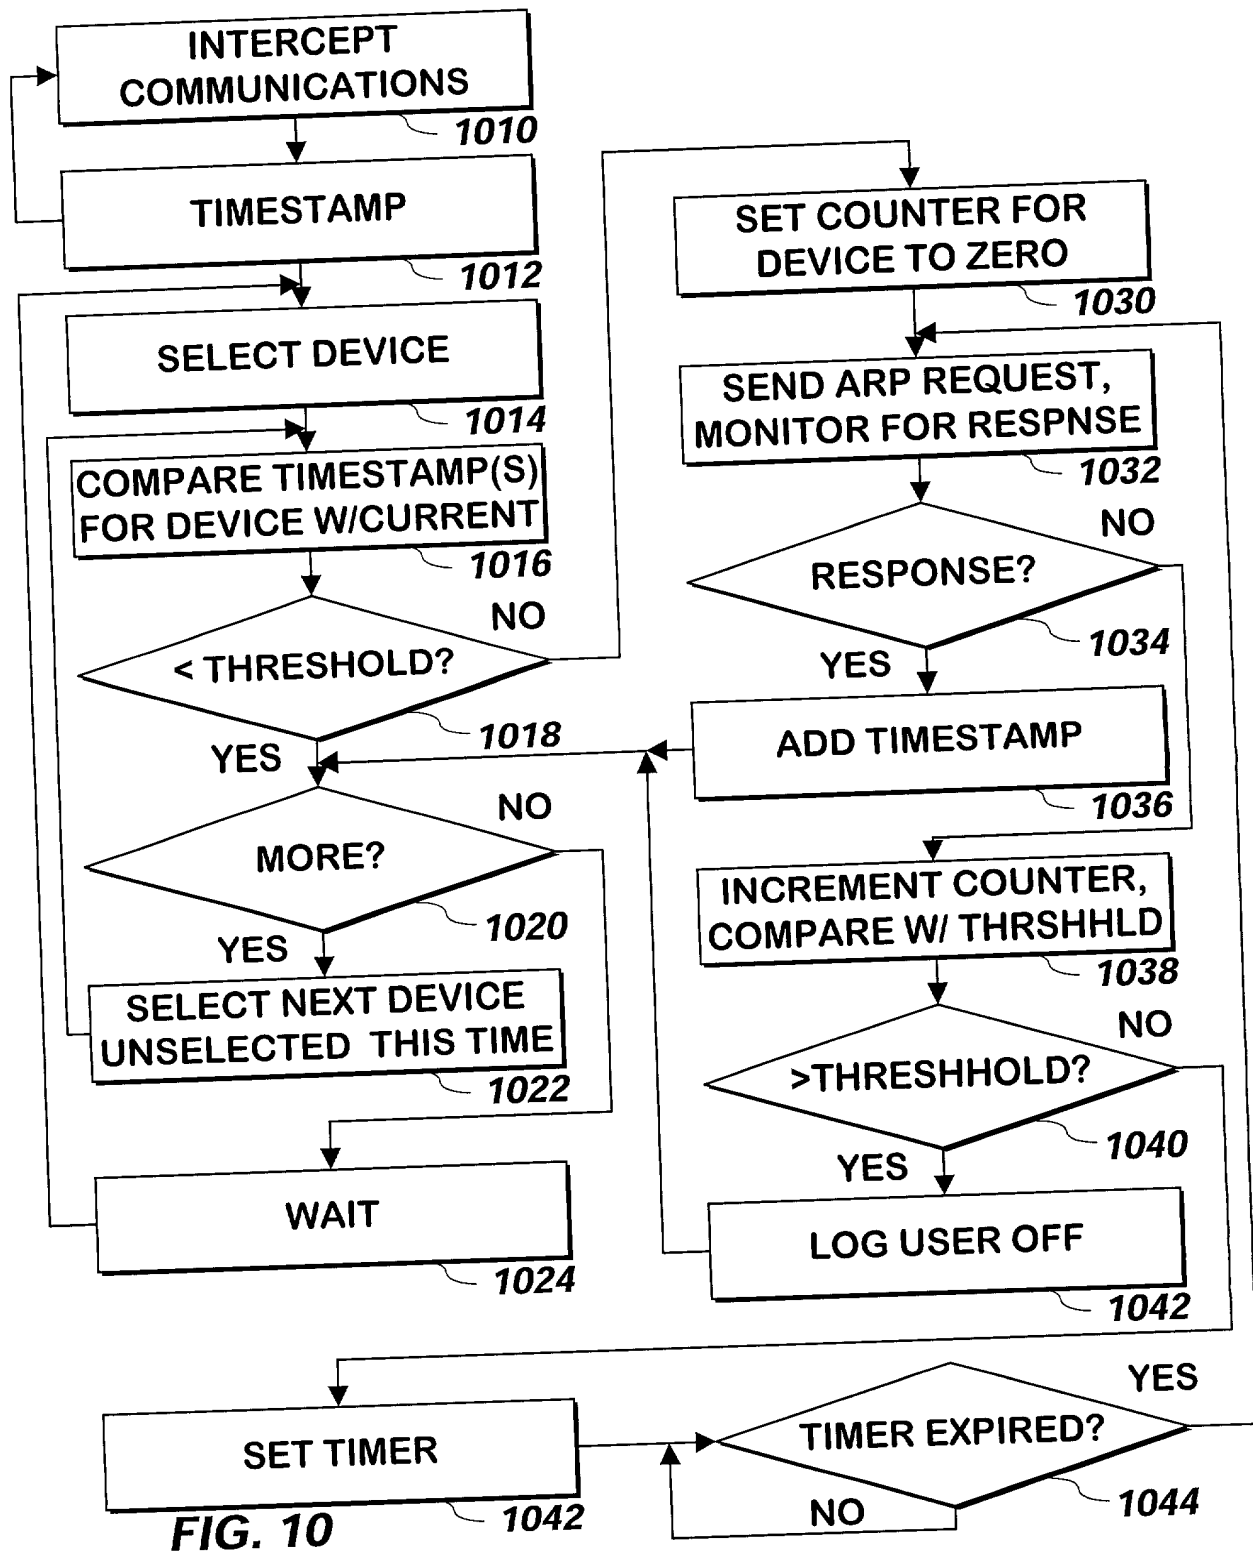 INTERCEPT
COMMUNICATIONS
1010
TIMESTAMP
1012
SELECT DEVICE
1014
COMPARE TIMESTAMP(S)
FOR DEVICE W/CURRENT
1016
NO
< THRESHOLD?
1018
YES
NO
MORE?
1020
YES
SELECT NEXT DEVICE
UNSELECTED THIS TIME
1022
WAIT
1024
SET COUNTER FOR
DEVICE TO ZERO
1030
SEND ARP REQUEST,
MONITOR FOR RESPNSE
1032
NO
RESPONSE?
1034
YES
ADD TIMESTAMP
1036
INCREMENT COUNTER,
COMPARE W/ THRSHHLD
1038
NO
>THRESHHOLD?
1040
YES
LOG USER OFF
1042
SET TIMER
1042
YES
TIMER EXPIRED?
1044
NO
FIG. 10